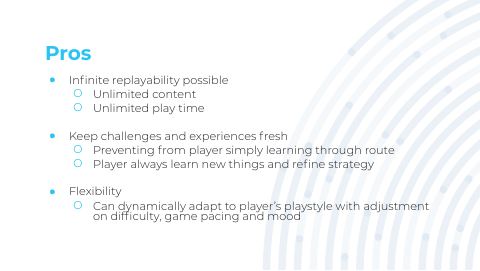 Pros
● Infinite replayability possible
○ Unlimited content
○ Unlimited play time
● Keep challenges and experiences fresh
○ Preventing from player simply learning through route
○ Player always learn new things and refine strategy
● Flexibility
○ Can dynamically adapt to player’s playstyle with adjustment
on difficulty, game pacing and mood